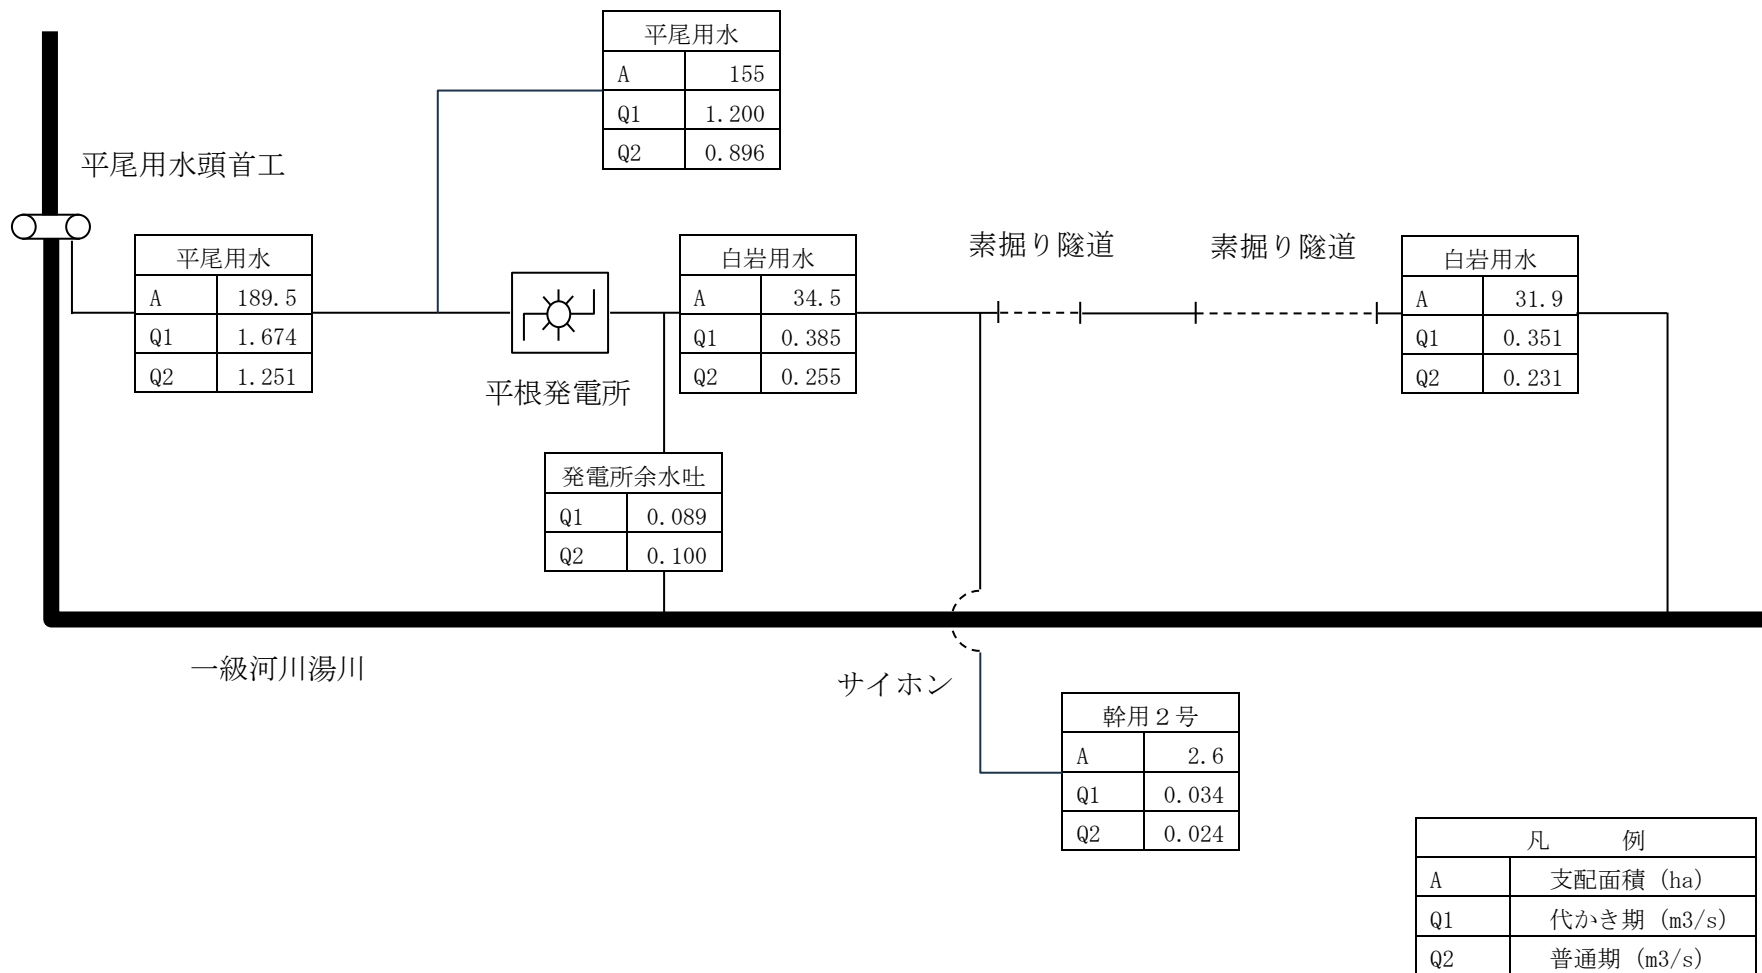 平尾用水
A 155
Q1 1.200
Q2 0.896
平尾用水頭首工
平尾用水
A 189.5
Q1 1.674
Q2 1.251
平根発電所
白岩用水
A 34.5
Q1 0.385
Q2 0.255
素掘り隧道
素掘り隧道
白岩用水
A 31.9
Q1 0.351
Q2 0.231
発電所余水吐
Q1 0.089
Q2 0.100
一級河川湯川
サイホン
幹用2号
A 2.6
Q1 0.034
Q2 0.024
凡 例
A 支配面積 (ha)
Q1 代かき期 (m3/s)
Q2 普通期 (m3/s)